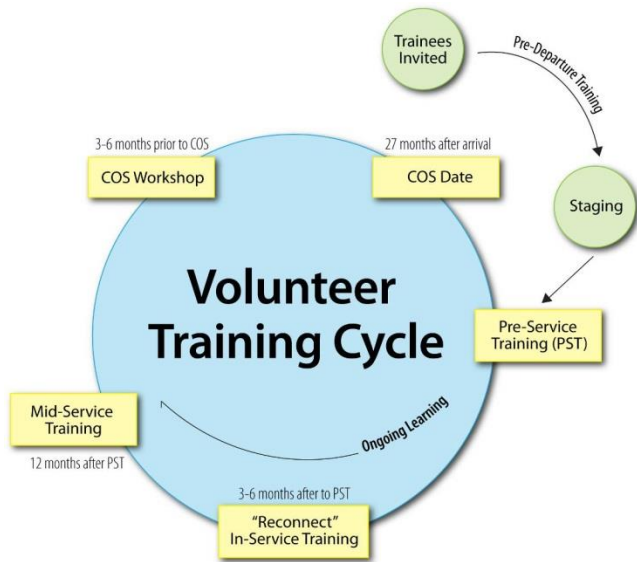 Trainees
Invited
Pre-Departure Training
Staging
3-6 months prior to COS
COS Workshop
27 months after arrival
COS Date
Volunteer
Training Cycle
Pre-Service
Training (PST)
Mid-Service
Training
12 months after PST
Ongoing Learning
3-6 months after to PST
“Reconnect”
In-Service Training